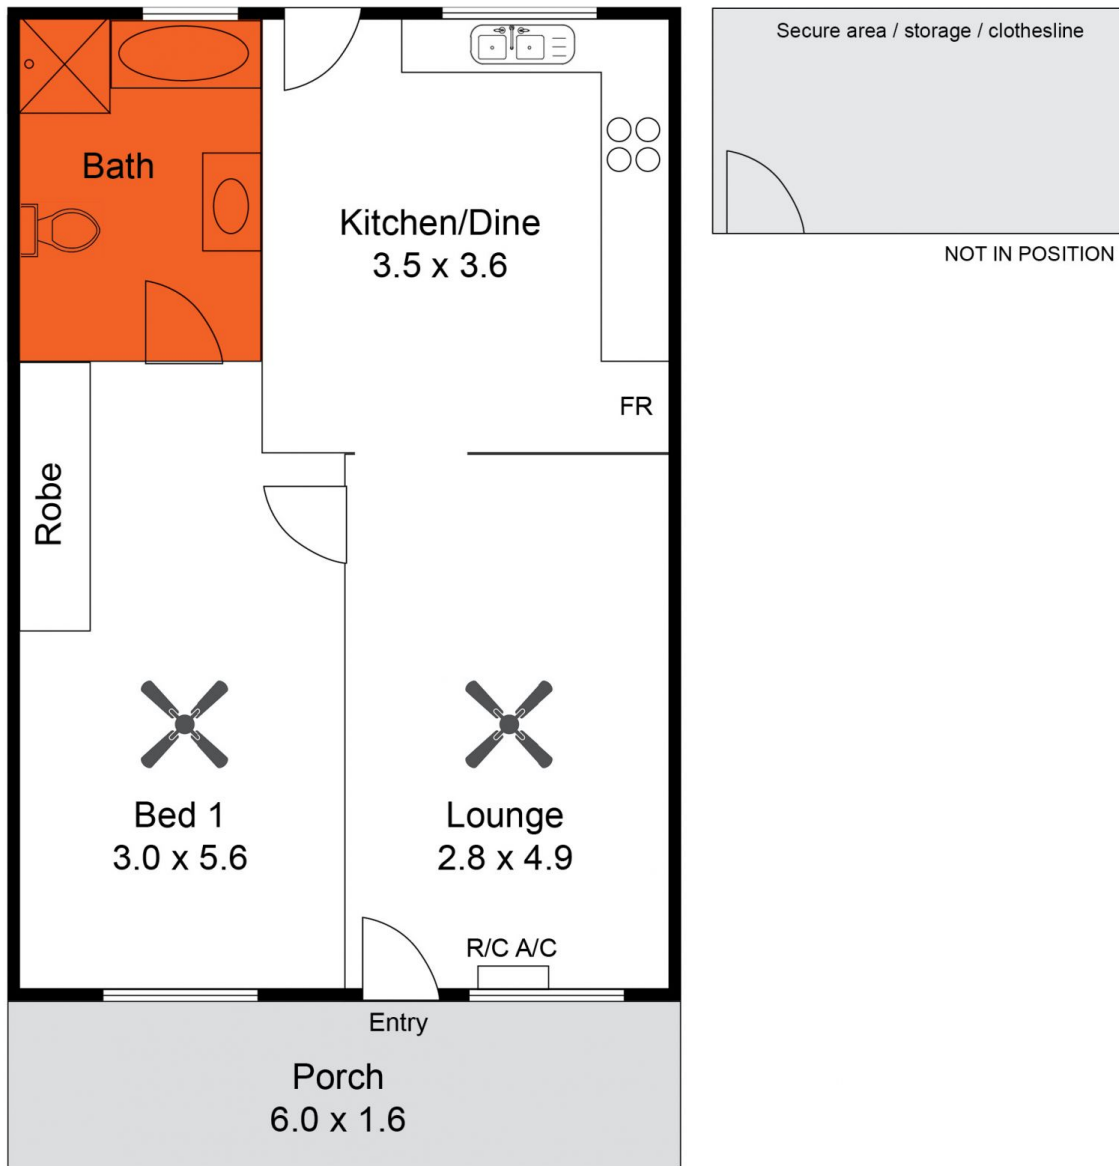 Secure area / storage / clothesline
Bath
Kitchen/Dine
3.5 x 3.6
NOT IN POSITION
FR
Robe
Bed 1
3.0 x 5.6
Lounge
2.8 x 4.9
R/C A/C
Entry
Porch
6.0 x 1.6